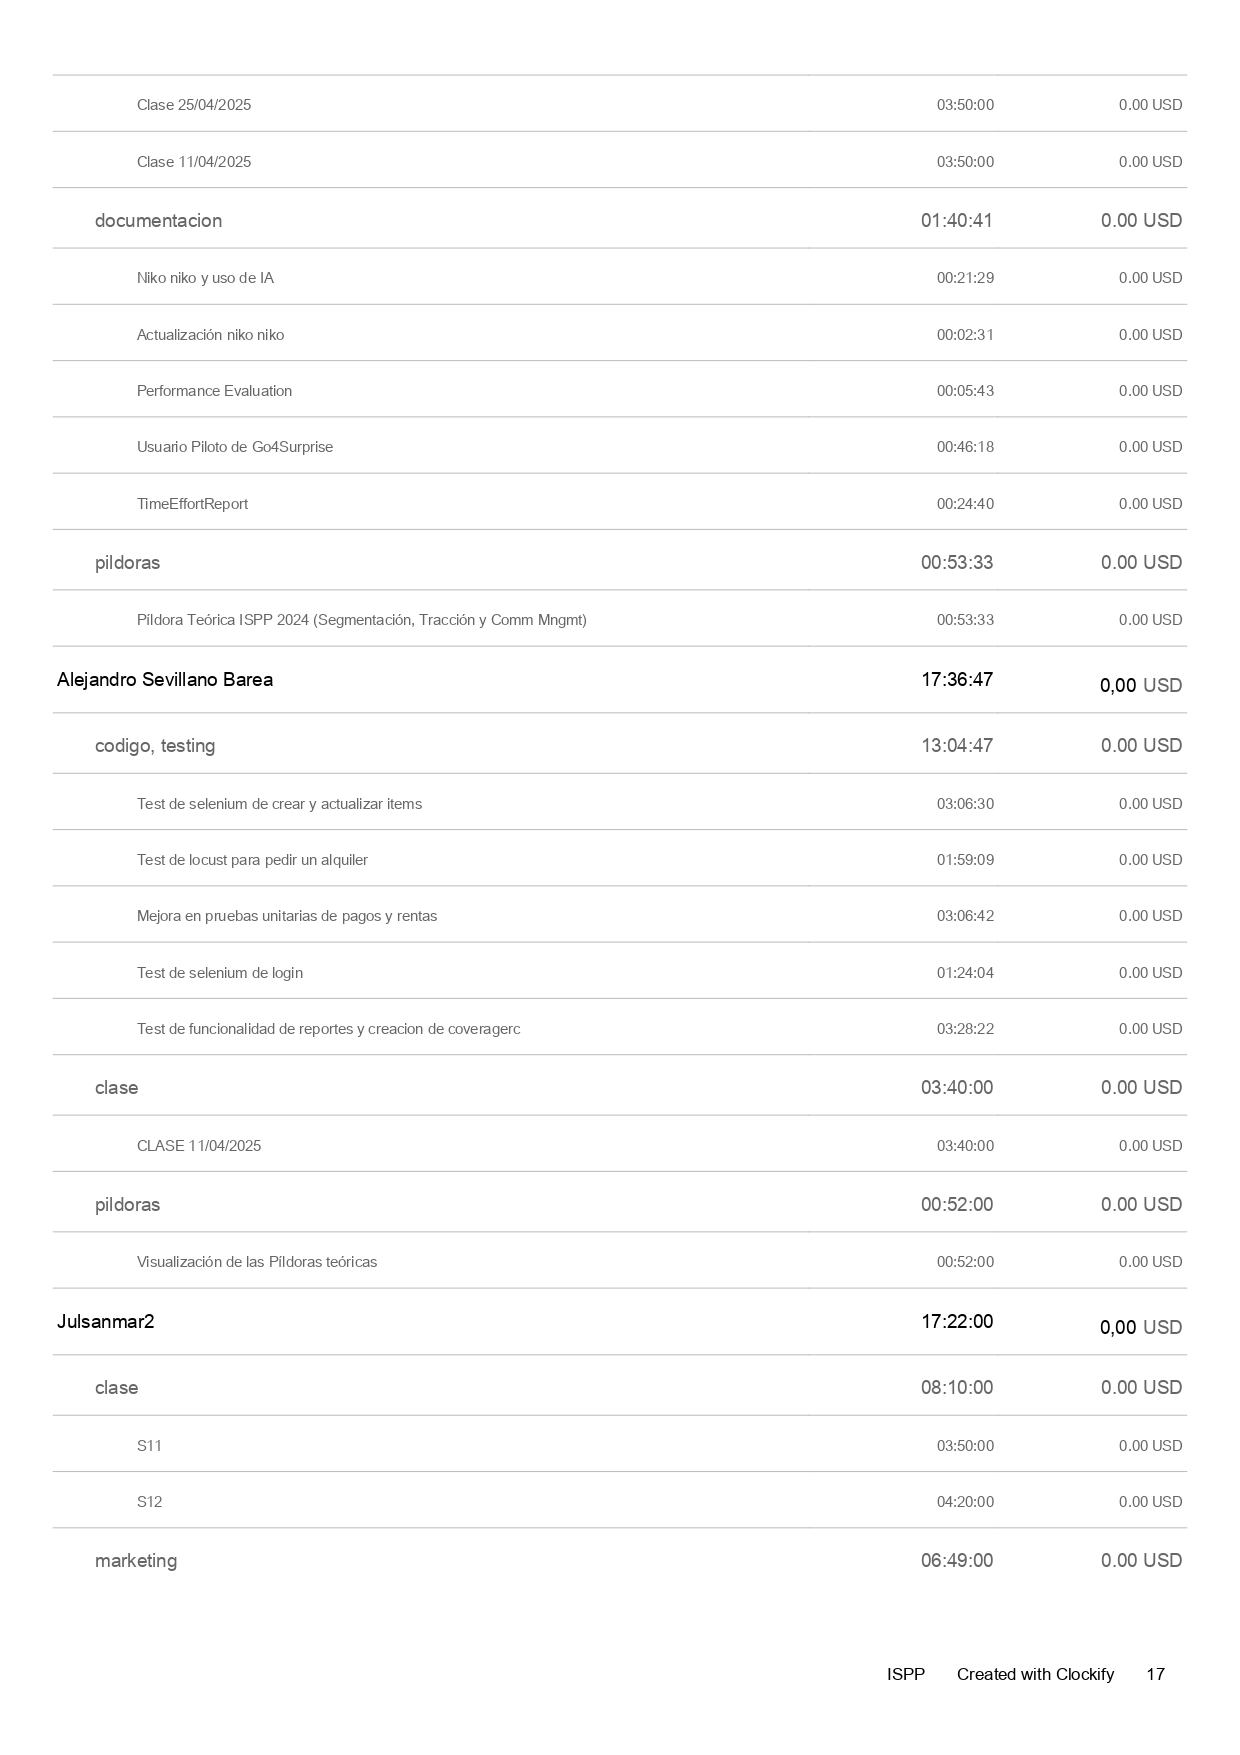 Clase 25/04/2025 03:50:00 0.00 USD
Clase 11/04/2025 03:50:00 0.00 USD
documentacion 01:40:41 0.00 USD
Niko niko y uso de IA 00:21:29 0.00 USD
Actualización niko niko 00:02:31 0.00 USD
Performance Evaluation 00:05:43 0.00 USD
Usuario Piloto de Go4Surprise 00:46:18 0.00 USD
TimeEffortReport 00:24:40 0.00 USD
pildoras 00:53:33 0.00 USD
Píldora Teórica ISPP 2024 (Segmentación, Tracción y Comm Mngmt) 00:53:33 0.00 USD
Alejandro Sevillano Barea 17:36:47 0,00 USD
codigo, testing 13:04:47 0.00 USD
Test de selenium de crear y actualizar items 03:06:30 0.00 USD
Test de locust para pedir un alquiler 01:59:09 0.00 USD
Mejora en pruebas unitarias de pagos y rentas 03:06:42 0.00 USD
Test de selenium de login 01:24:04 0.00 USD
Test de funcionalidad de reportes y creacion de coveragerc 03:28:22 0.00 USD
clase 03:40:00 0.00 USD
CLASE 11/04/2025 03:40:00 0.00 USD
pildoras 00:52:00 0.00 USD
Visualización de las Píldoras teóricas 00:52:00 0.00 USD
Julsanmar2 17:22:00 0,00 USD
clase 08:10:00 0.00 USD
S11 03:50:00 0.00 USD
S12 04:20:00 0.00 USD
marketing 06:49:00 0.00 USD
ISPP Created with Clockify 17